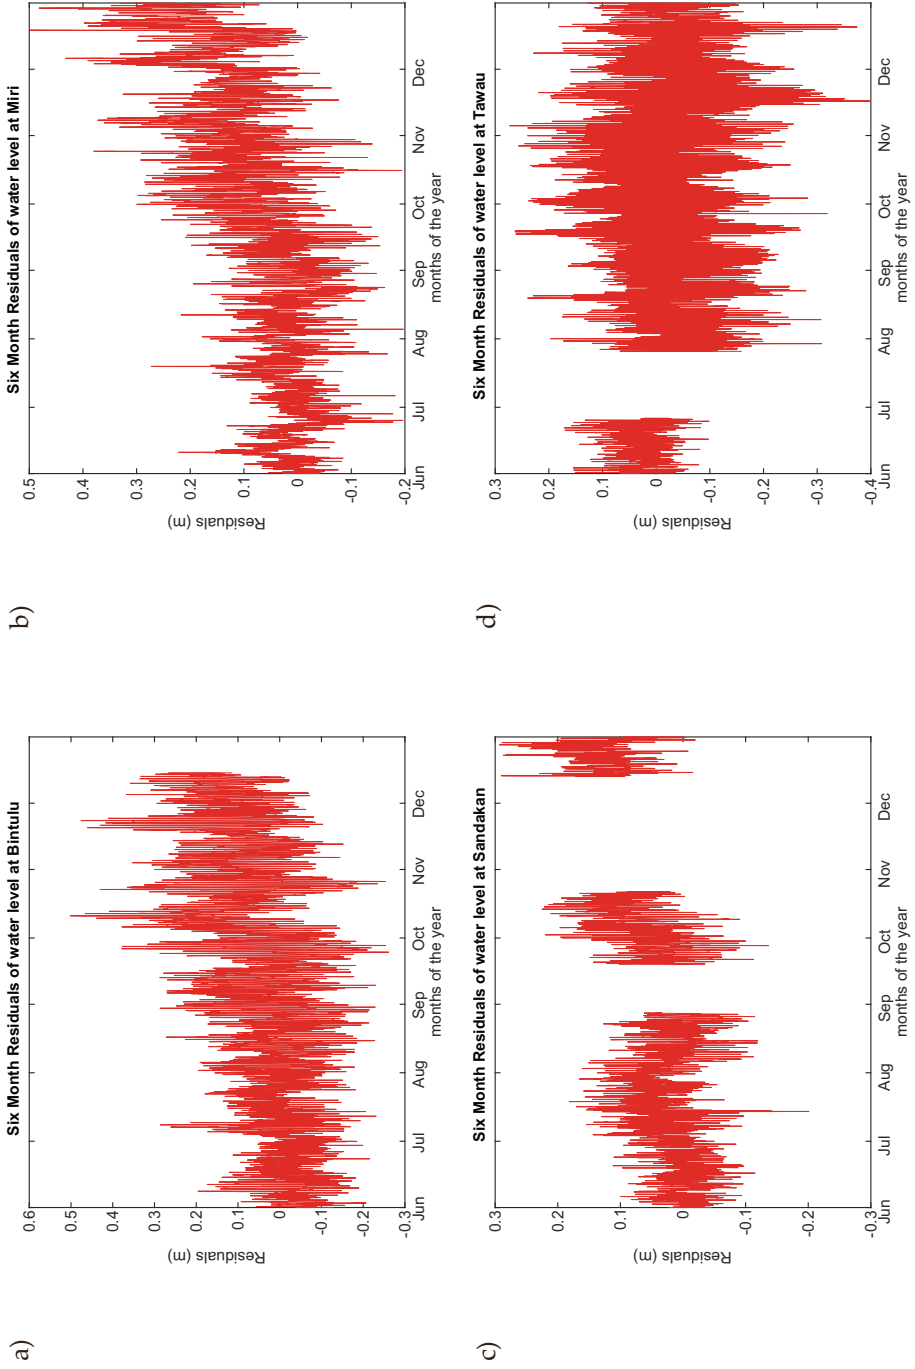 a)
Six Month Residuals of water level at Bintulu
Residuals (m)
0.6
0.5
0.4
0.3
0.2
0.1
0
-0.1
-0.2
-0.3
Jun
Jul
Aug
Sep
Oct
Nov
Dec
months of the year
b)
Six Month Residuals of water level at Miri
Residuals (m)
0.5
0.4
0.3
0.2
0.1
0
-0.1
-0.2
Jun
Jul
Aug
Sep
Oct
Nov
Dec
months of the year
c)
Six Month Residuals of water level at Sandakan
Residuals (m)
0.3
0.2
0.1
0
-0.1
-0.2
-0.3
Jun
Jul
Aug
Sep
Oct
Nov
Dec
months of the year
d)
Six Month Residuals of water level at Tawau
Residuals (m)
0.3
0.2
0.1
0
-0.1
-0.2
-0.3
-0.4
Jun
Jul
Aug
Sep
Oct
Nov
Dec
months of the year